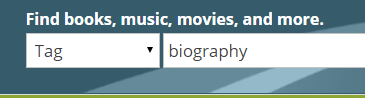 Find books, music, movies, and more.
Tag biography